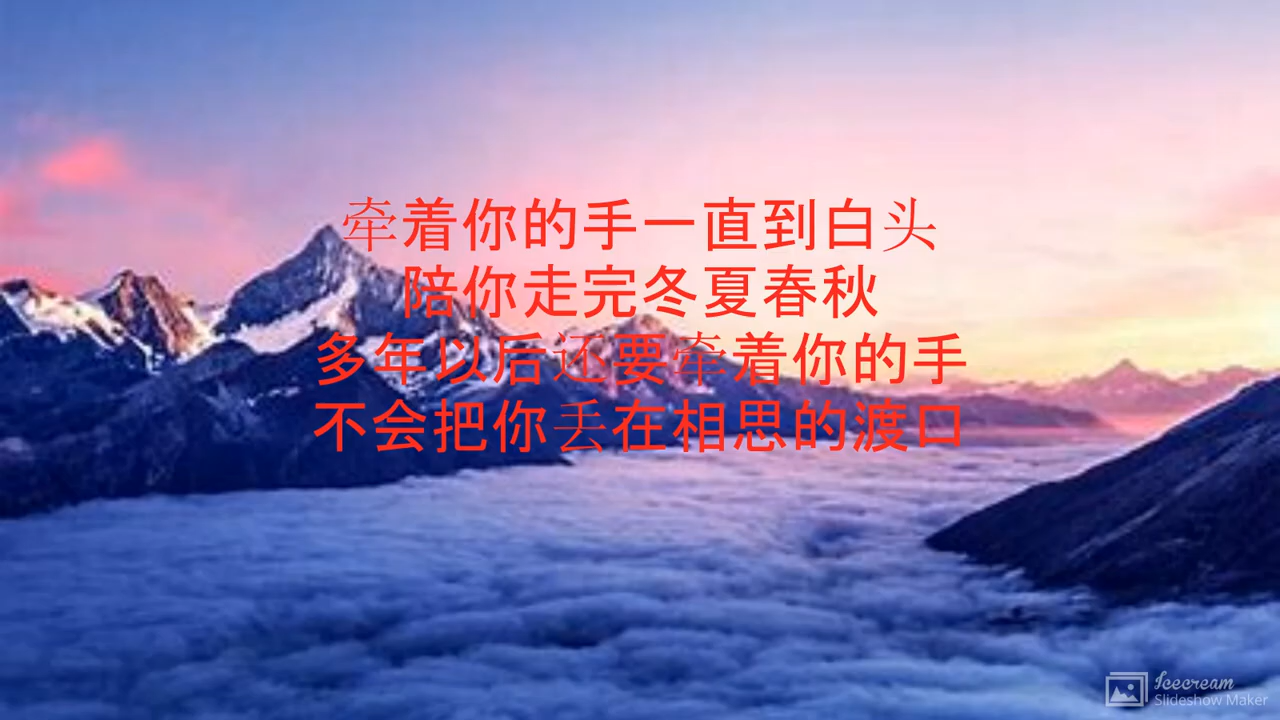 牵着你的手一直到白头
陪你走完冬夏春秋
多年以后还要牵着你的手
不会把你丢在相思的渡口
Icecream
Slideshow Maker